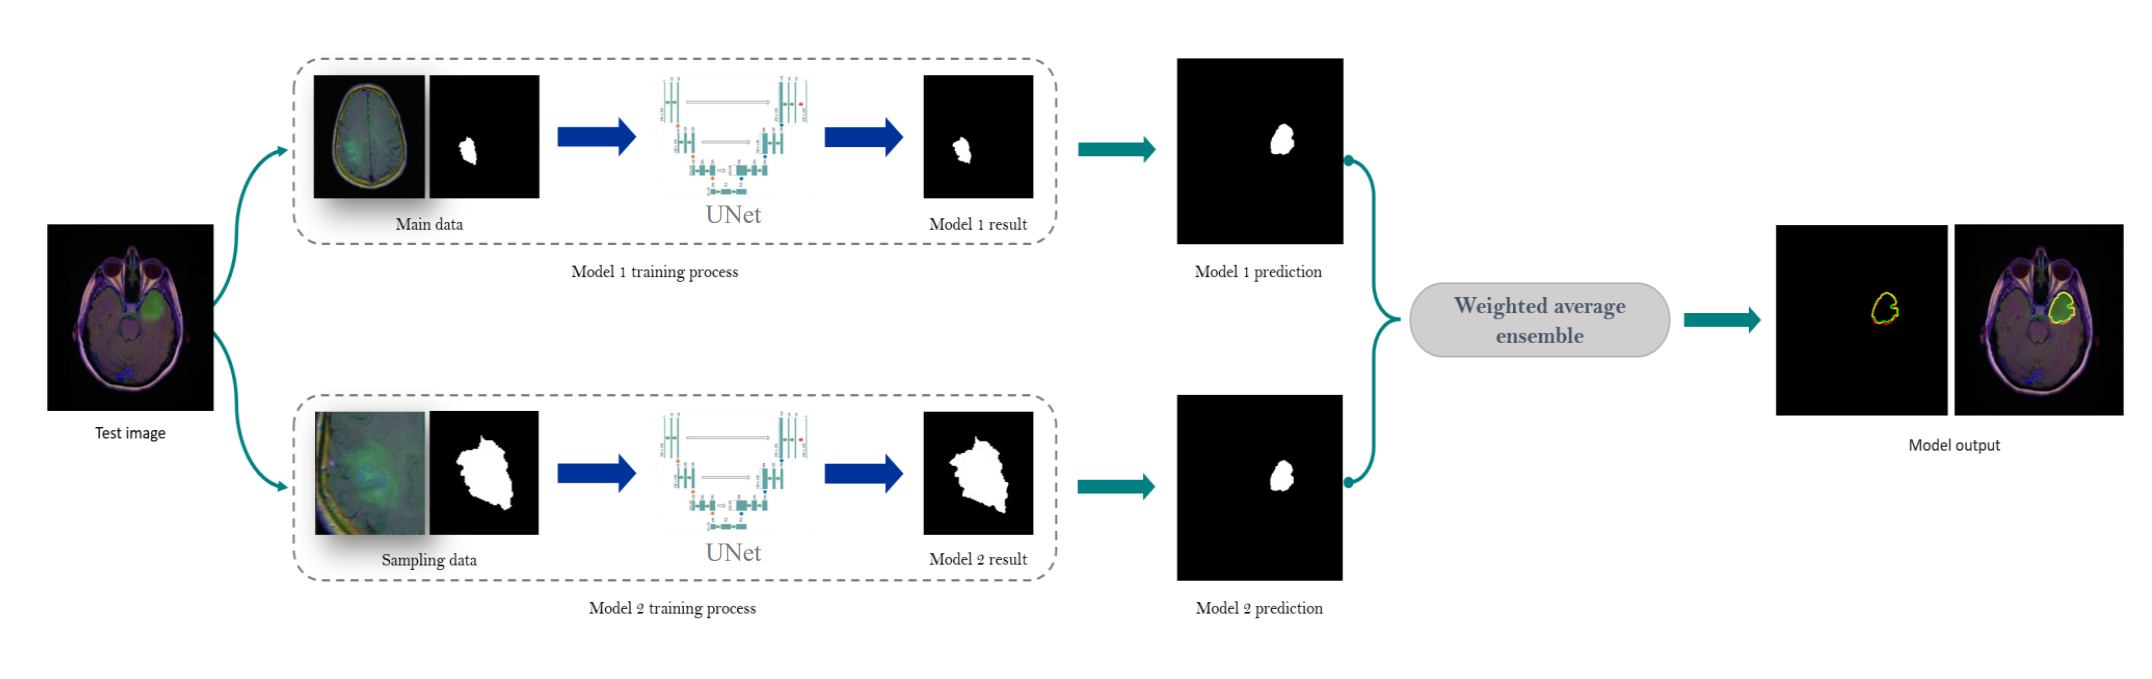 Test image
Main data
UNet
Model 1 result
Model 1 training process
Model 1 prediction
Sampling data
UNet
Model 2 result
Model 2 training process
Model 2 prediction
Weighted average
ensemble
Model output